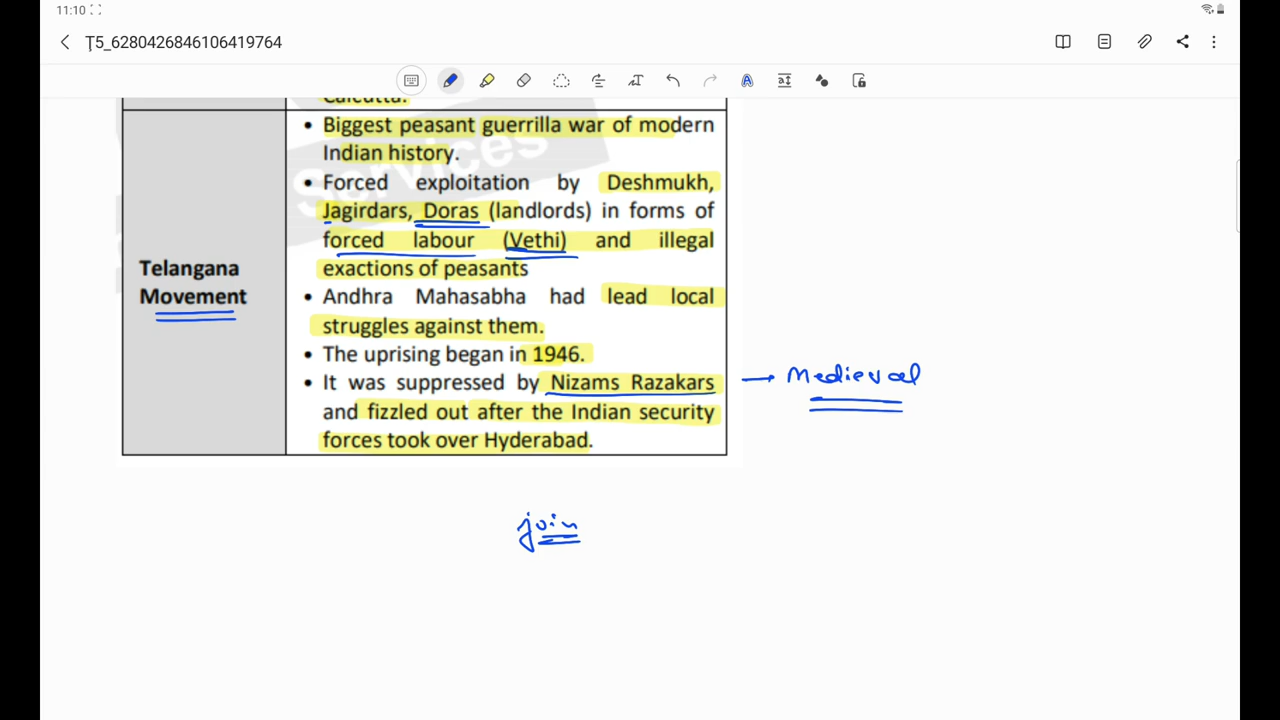 11:10
T5_6280426846106419764
Calcutta.
• Biggest peasant guerrilla war of modern
Indian history.
• Forced exploitation by Deshmukh,
Jagirdars, Doras (landlords) in forms of
forced labour (Vethi) and illegal
exactions of peasants
Telangana
Movement
• Andhra Mahasabha had lead local
struggles against them.
• The uprising began in 1946.
• It was suppressed by Nizams Razakars
and fizzled out after the Indian security
forces took over Hyderabad.
→ Medieval
join
Services